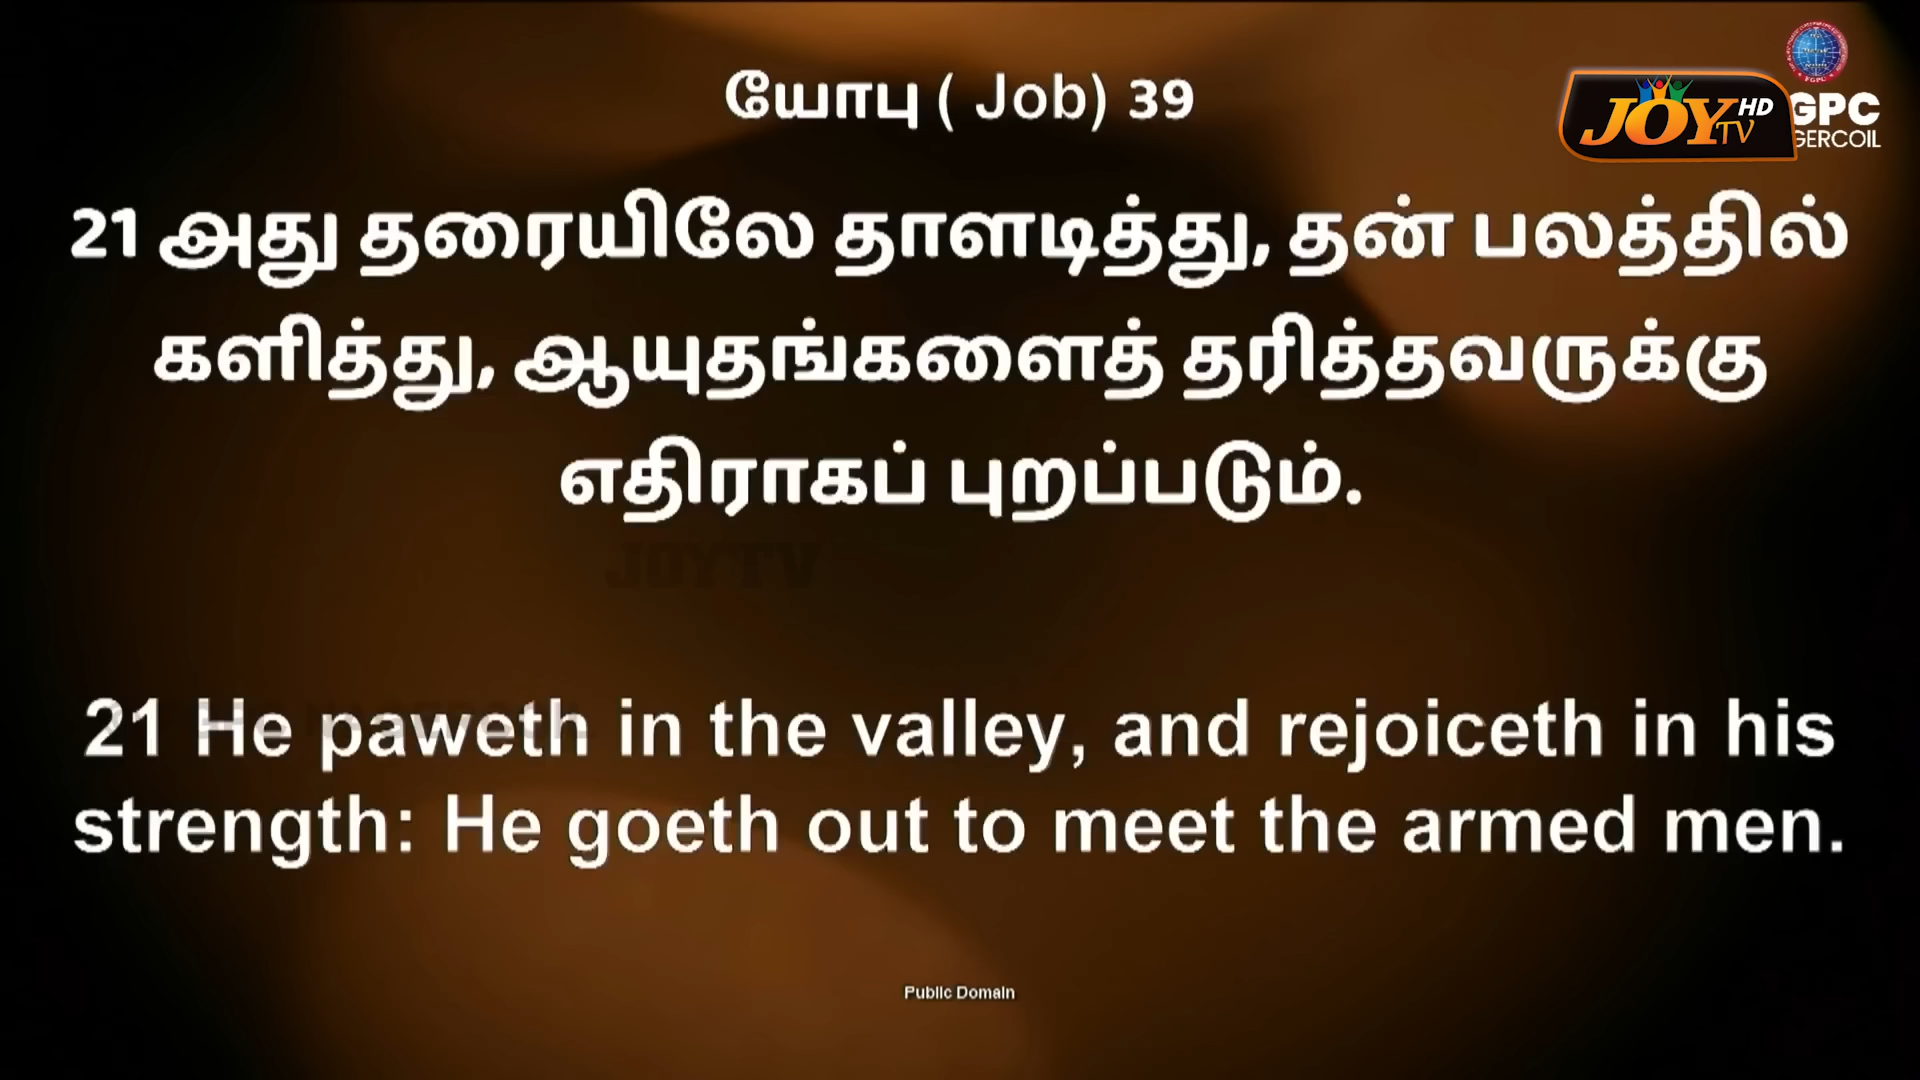 யோபு ( Job) 39
JOY TV HD
GPC
GERCOIL
21 அது தரையிலே தாளடித்து, தன் பலத்தில்
களித்து, ஆயுதங்களைத் தரித்தவருக்கு
எதிராகப் புறப்படும்.
JOYTV
21 He paweth in the valley, and rejoiceth in his
strength: He goeth out to meet the armed men.
Public Domain